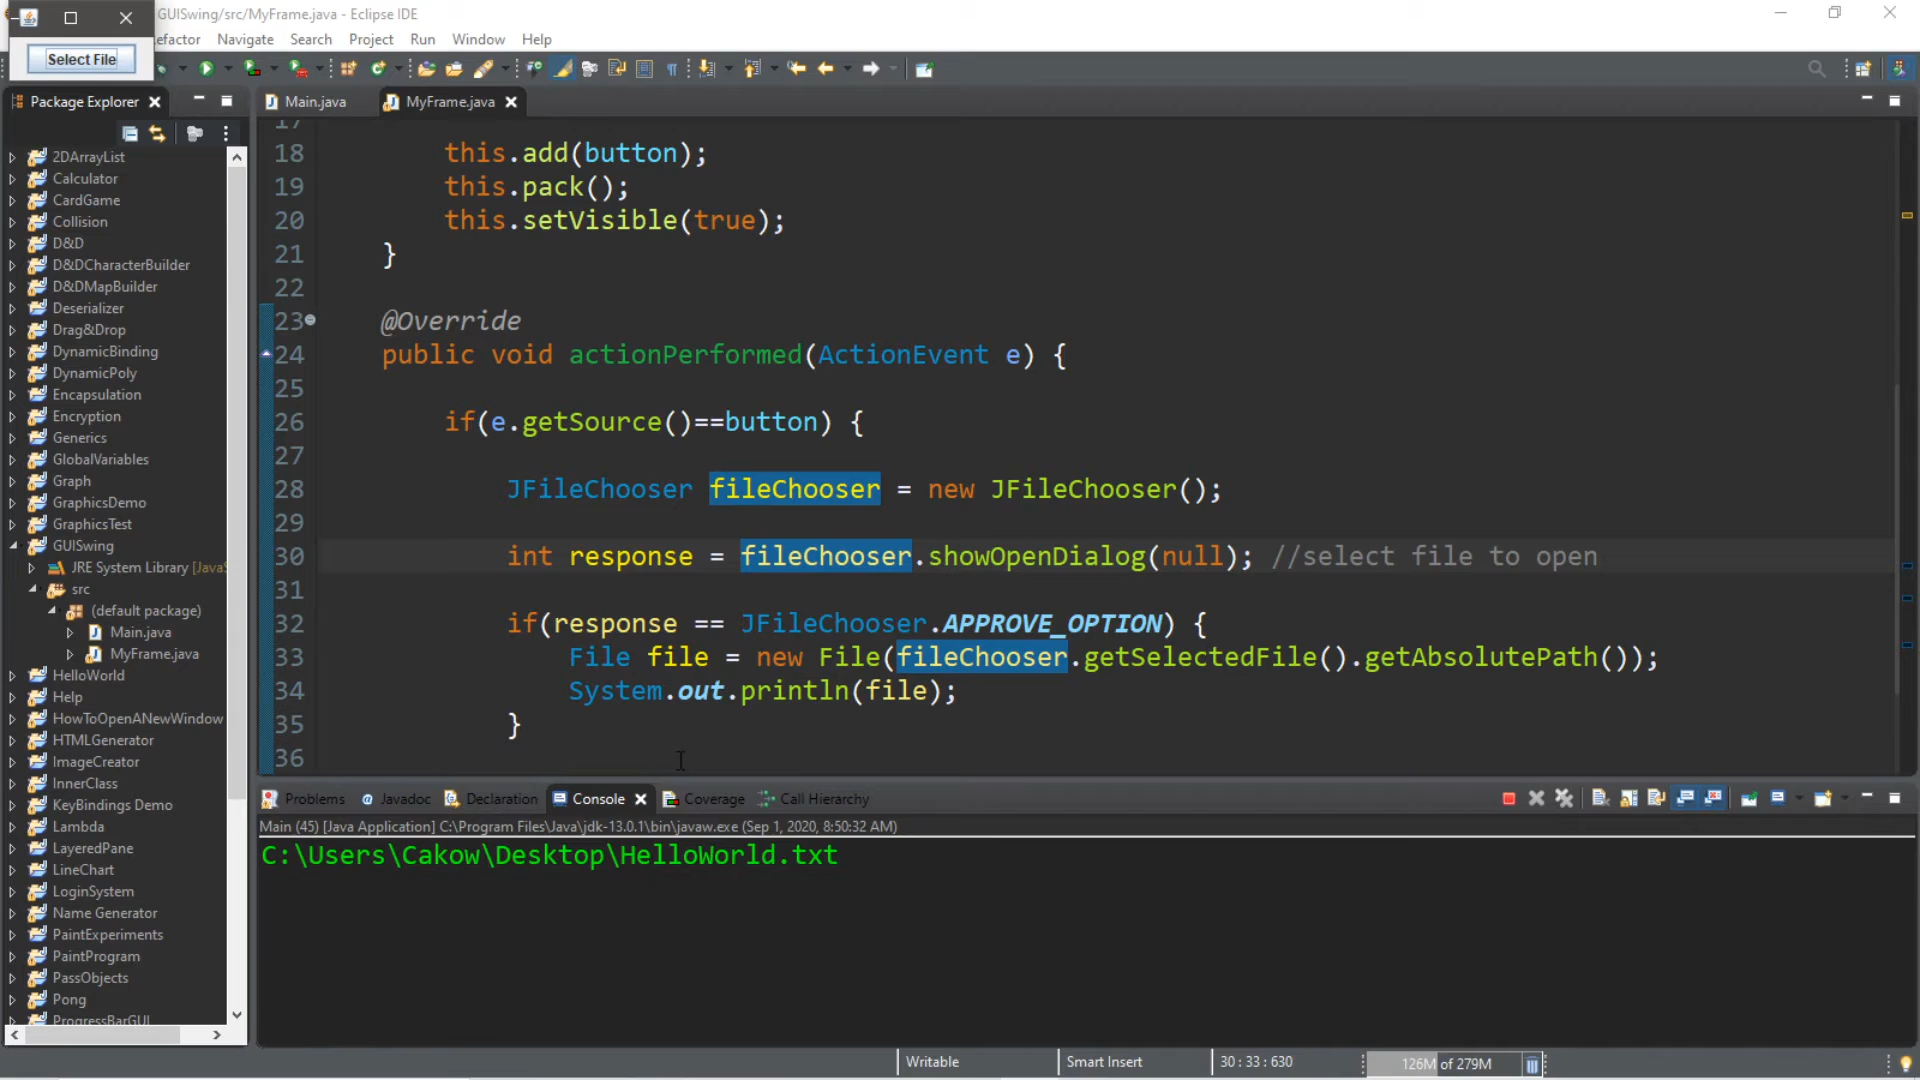 GUISwing/src/MyFrame.java - Eclipse IDE
efactor Navigate Search Project Run Window Help
Select File
Package Explorer
Main.java
MyFrame.java
2DArrayList
Calculator
CardGame
Collision
D&D
D&DCharacterBuilder
D&DMapBuilder
Deserializer
Drag&Drop
DynamicBinding
DynamicPoly
Encapsulation
Encryption
Generics
GlobalVariables
Graph
GraphicsDemo
GraphicsTest
GUISwing
JRE System Library [JavaS
src
(default package)
Main.java
MyFrame.java
HelloWorld
Help
HowToOpenANewWindow
HTMLGenerator
ImageCreator
InnerClass
KeyBindings Demo
Lambda
LayeredPane
LineChart
LoginSystem
Name Generator
PaintExperiments
PaintProgram
PassObjects
Pong
ProgressBarGUI
17
18 this.add(button);
19 this.pack();
20 this.setVisible(true);
21 }
22
23 @Override
24 public void actionPerformed(ActionEvent e) {
25
26 if(e.getSource()==button) {
27
28 JFileChooser fileChooser = new JFileChooser();
29
30 int response = fileChooser.showOpenDialog(null); //select file to open
31
32 if(response == JFileChooser.APPROVE_OPTION) {
33 File file = new File(fileChooser.getSelectedFile().getAbsolutePath());
34 System.out.println(file);
35 }
36
Problems @ Javadoc Declaration Console Coverage Call Hierarchy
Main (45) [Java Application] C:\Program Files\Java\jdk-13.0.1\bin\javaw.exe (Sep 1, 2020, 8:50:32 AM)
C:\Users\Cakow\Desktop\HelloWorld.txt
Writable Smart Insert 30 : 33 : 630 126M of 279M